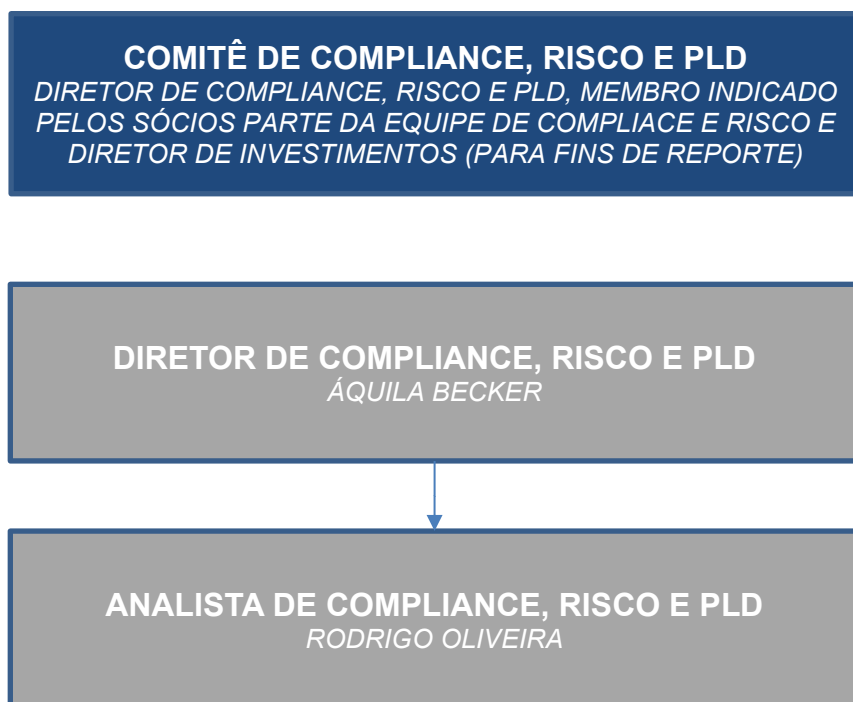 COMITÊ DE COMPLIANCE, RISCO E PLD
DIRETOR DE COMPLIANCE, RISCO E PLD, MEMBRO INDICADO
PELOS SÓCIOS PARTE DA EQUIPE DE COMPLIACE E RISCO E
DIRETOR DE INVESTIMENTOS (PARA FINS DE REPORTE)
DIRETOR DE COMPLIANCE, RISCO E PLD
ÁQUILA BECKER
ANALISTA DE COMPLIANCE, RISCO E PLD
RODRIGO OLIVEIRA